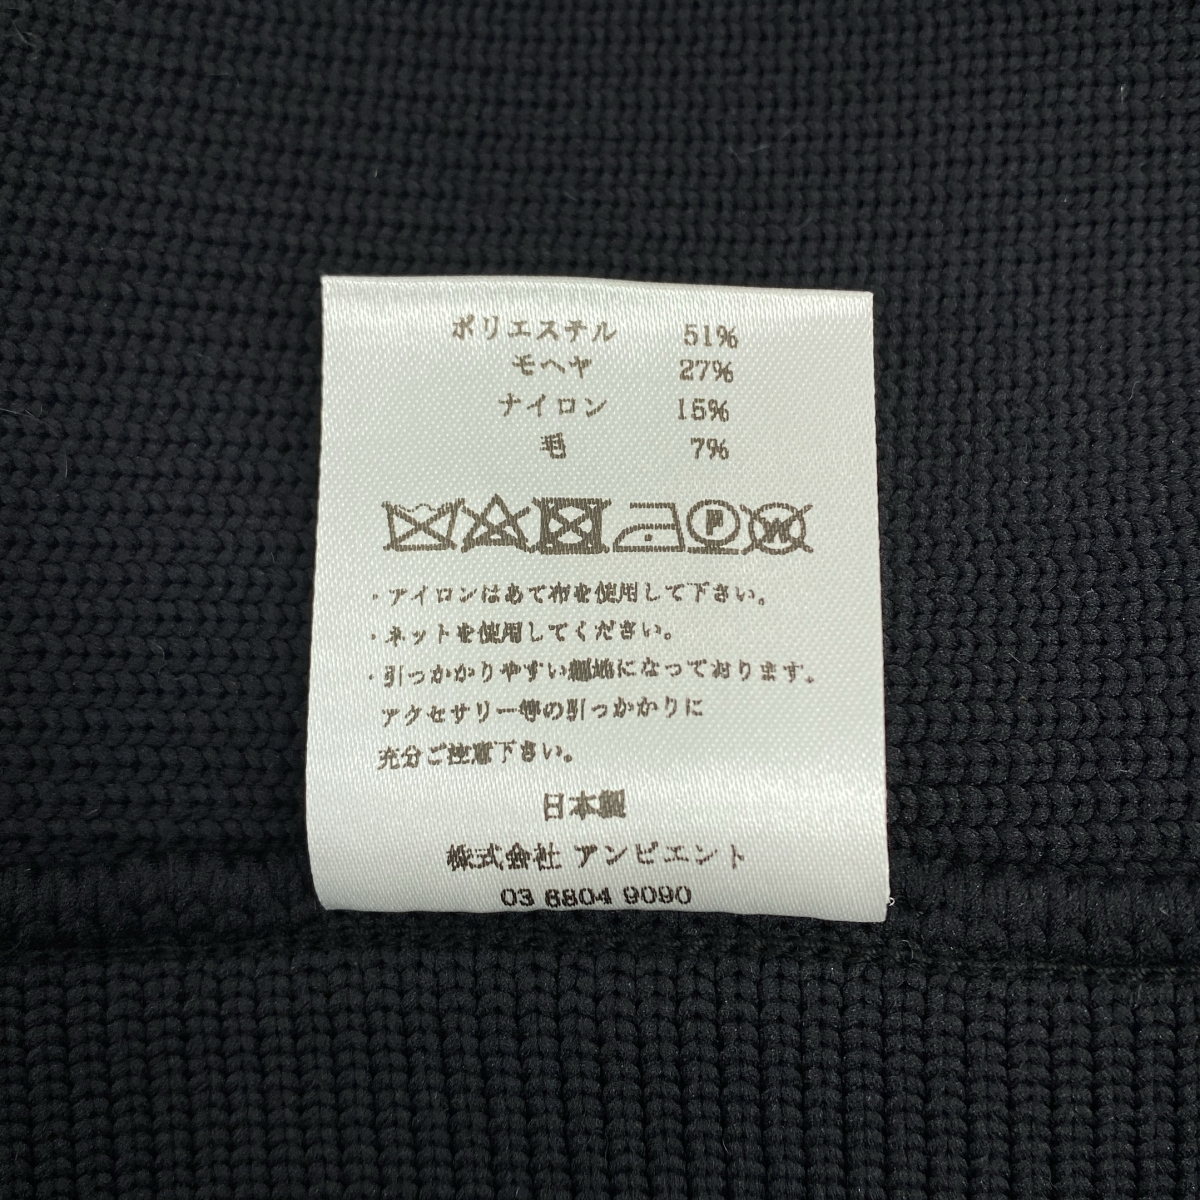 ポリエステル 51%
モヘヤ 27%
ナイロン 15%
毛 7%
P
W
・アイロンはあて布を使用して下さい。
・ネットを使用してください。
・引っかかりやすい編地になっております。
アクセサリー等の引っかかりに
充分ご注意下さい。
日本製
株式会社 アンビエント
03 6804 9090